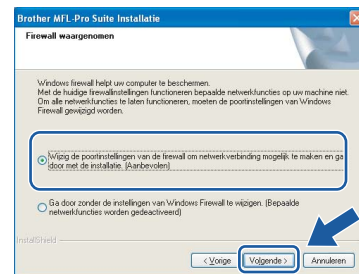 Brother MFL-Pro Suite Installatie
Firewall waargenomen
Windows firewall helpt uw computer te beschermen.
Met de huidige firewallinstellingen functioneren bepaalde netwerkfuncties op uw machine niet.
Om alle netwerkfuncties te laten functioneren, moeten de poortinstellingen van Windows
Firewall gewijzigd worden.
Wijzig de poortinstellingen van de firewall om netwerkverbinding mogelijk te maken en ga
door met de installatie. (Aanbevolen)
Ga door zonder de instellingen van Windows Firewall te wijzigen. (Bepaalde
netwerkfuncties worden gedeactiveerd)
InstallShield
< Vorige
Volgende >
Annuleren